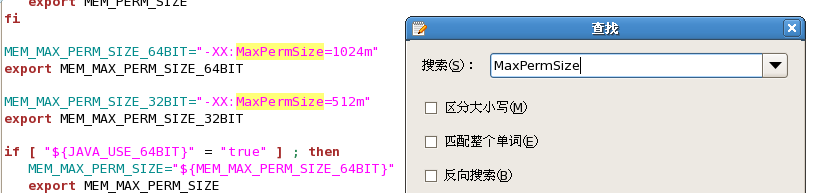 export MEM_PERM_SIZE
fi
MEM_MAX_PERM_SIZE_64BIT="-XX:MaxPermSize=1024m"
export MEM_MAX_PERM_SIZE_64BIT
MEM_MAX_PERM_SIZE_32BIT="-XX:MaxPermSize=512m"
export MEM_MAX_PERM_SIZE_32BIT
if [ "${JAVA_USE_64BIT}" = "true" ] ; then
MEM_MAX_PERM_SIZE="${MEM_MAX_PERM_SIZE_64BIT}"
export MEM_MAX_PERM_SIZE
查找
搜索(S)： MaxPermSize
区分大小写(M)
匹配整个单词(E)
反向搜索(B)